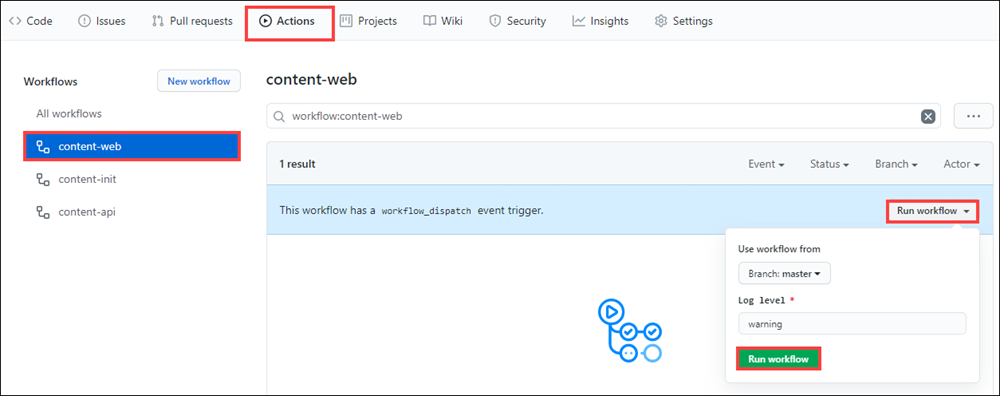 Code Issues Pull requests Actions Projects Wiki Security Insights Settings
Workflows New workflow
All workflows
content-web
content-init
content-api
content-web
workflow:content-web
1 result Event Status Branch Actor
This workflow has a workflow_dispatch event trigger. Run workflow
Use workflow from
Branch: master
Log level *
warning
Run workflow